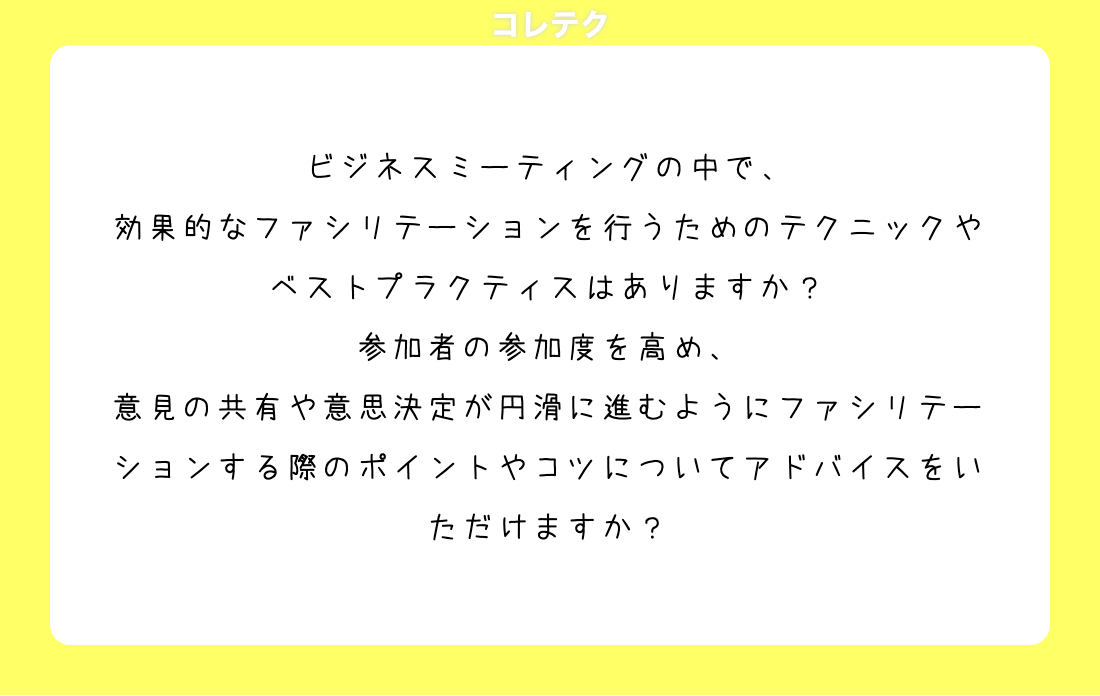 コレテク
ビジネスミーティングの中で、
効果的なファシリテーションを行うためのテクニックや
ベストプラクティスはありますか？
参加者の参加度を高め、
意見の共有や意思決定が円滑に進むようにファシリテー
ションする際のポイントやコツについてアドバイスをい
ただけますか？